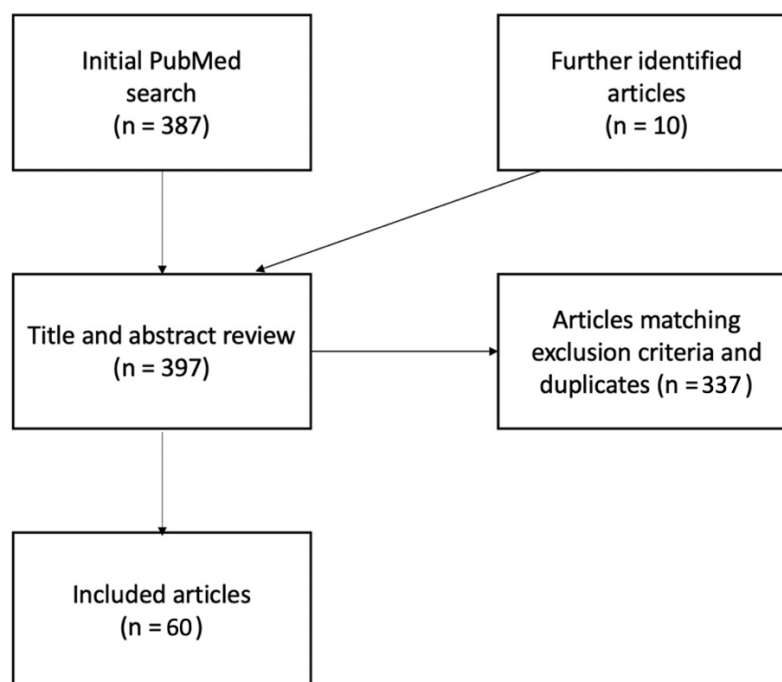 Initial PubMed
search
(n = 387)
Further identified
articles
(n = 10)
Title and abstract review
(n = 397)
Articles matching
exclusion criteria and
duplicates (n = 337)
Included articles
(n = 60)